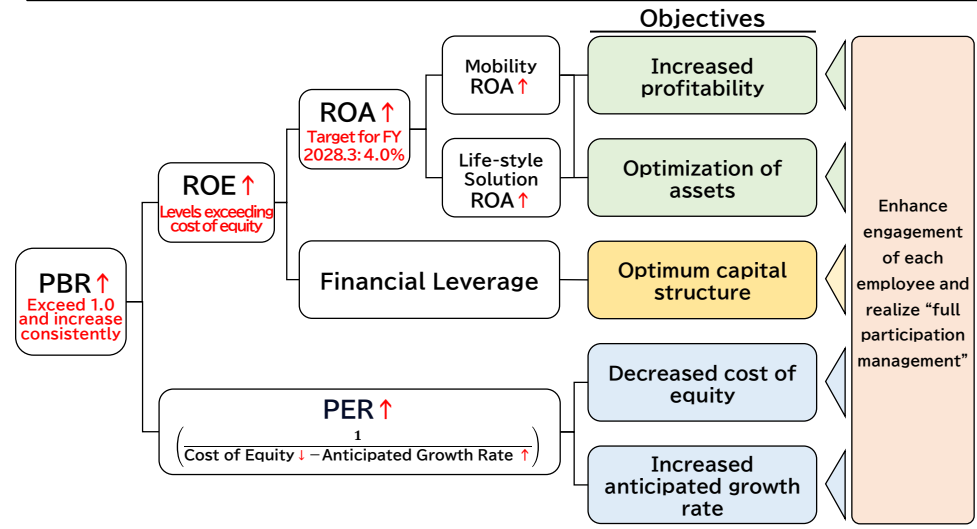 Objectives
PBR ↑
Exceed 1.0
and increase
consistently
ROE ↑
Levels exceeding
cost of equity
ROA ↑
Target for FY
2028.3: 4.0%
Mobility
ROA ↑
Life-style
Solution
ROA ↑
Financial Leverage
PER ↑
1
Cost of Equity ↓ − Anticipated Growth Rate ↑
Increased
profitability
Optimization of
assets
Optimum capital
structure
Decreased cost of
equity
Increased
anticipated growth
rate
Enhance
engagement
of each
employee and
realize “full
participation
management”